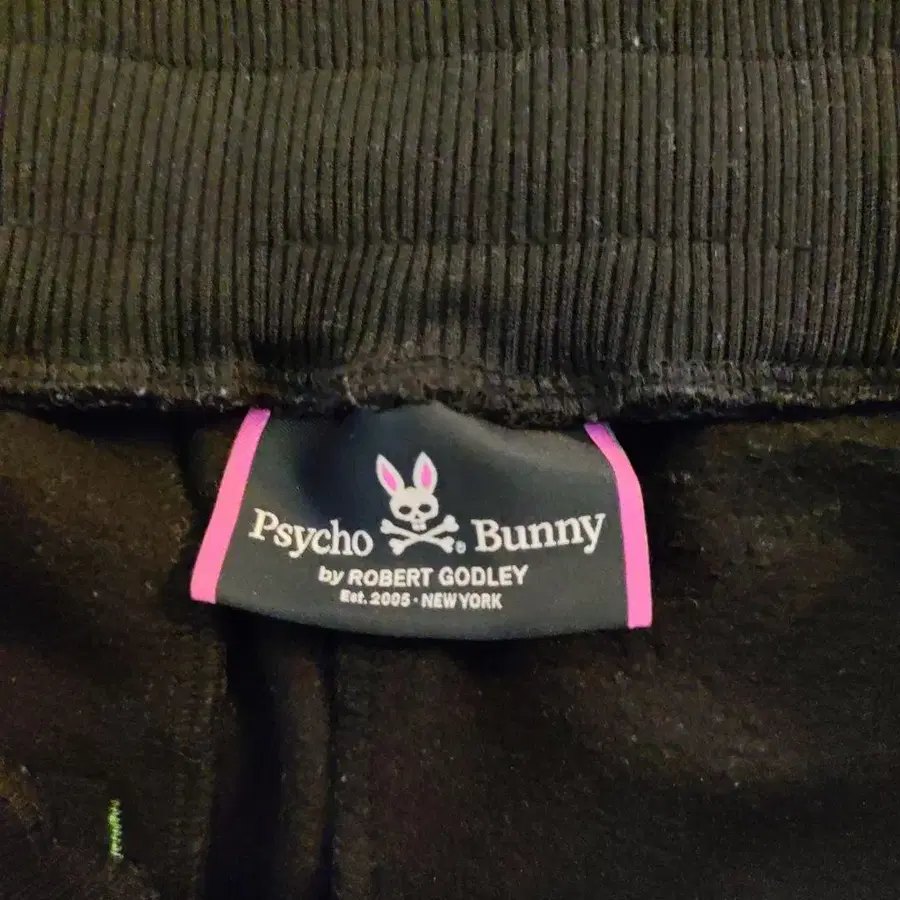 Psycho Bunny
by ROBERT GODLEY
Est. 2005 · NEW YORK